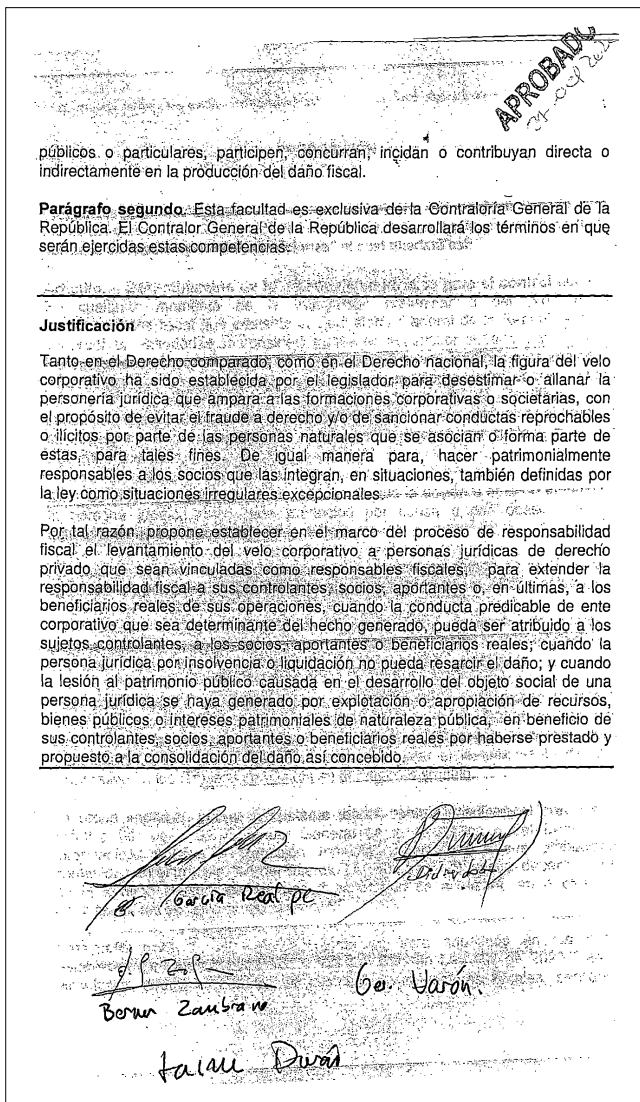 APROBADO
públicos o particulares, participen, concurran, incidan o contribuyan directa o
indirectamente en la producción del daño fiscal.
Parágrafo segundo. Esta facultad es exclusiva de la Contraloría General de la
República. El Contralor General de la República desarrollará los términos en que
serán ejercidas estas competencias.
Justificación
Tanto en el Derecho comparado, como en el Derecho nacional, la figura del velo
corporativo ha sido establecida por el legislador para desestimar o allanar la
personería jurídica que ampara a las formaciones corporativas o societarias, con
el propósito de evitar el fraude a derecho y/o de sancionar conductas reprochables
o ilícitos por parte de las personas naturales que se asocian o forma parte de
estas, para tales fines. De igual manera para, hacer patrimonialmente
responsables a los socios que las integran, en situaciones, también definidas por
la ley como situaciones irregulares excepcionales.
Por tal razón, propone establecer en el marco del proceso de responsabilidad
fiscal el levantamiento del velo corporativo a personas jurídicas de derecho
privado que sean vinculadas como responsables fiscales, para extender la
responsabilidad fiscal a sus controlantes, socios, aportantes o, en últimas, a los
beneficiarios reales de sus operaciones, cuando la conducta predicable de ente
corporativo que sea determinante del hecho generado, pueda ser atribuido a los
sujetos controlantes, a los socios, aportantes o beneficiarios reales; cuando la
persona jurídica por insolvencia o liquidación no pueda resarcir el daño; y cuando
la lesión al patrimonio público causada en el desarrollo del objeto social de una
persona jurídica se haya generado por explotación o apropiación de recursos,
bienes públicos o intereses patrimoniales de naturaleza pública, en beneficio de
sus controlantes, socios, aportantes o beneficiarios reales por haberse prestado y
propuesto a la consolidación del daño así concebido.
García Real
Ger. Varón.
Berner Zambrano
Durán